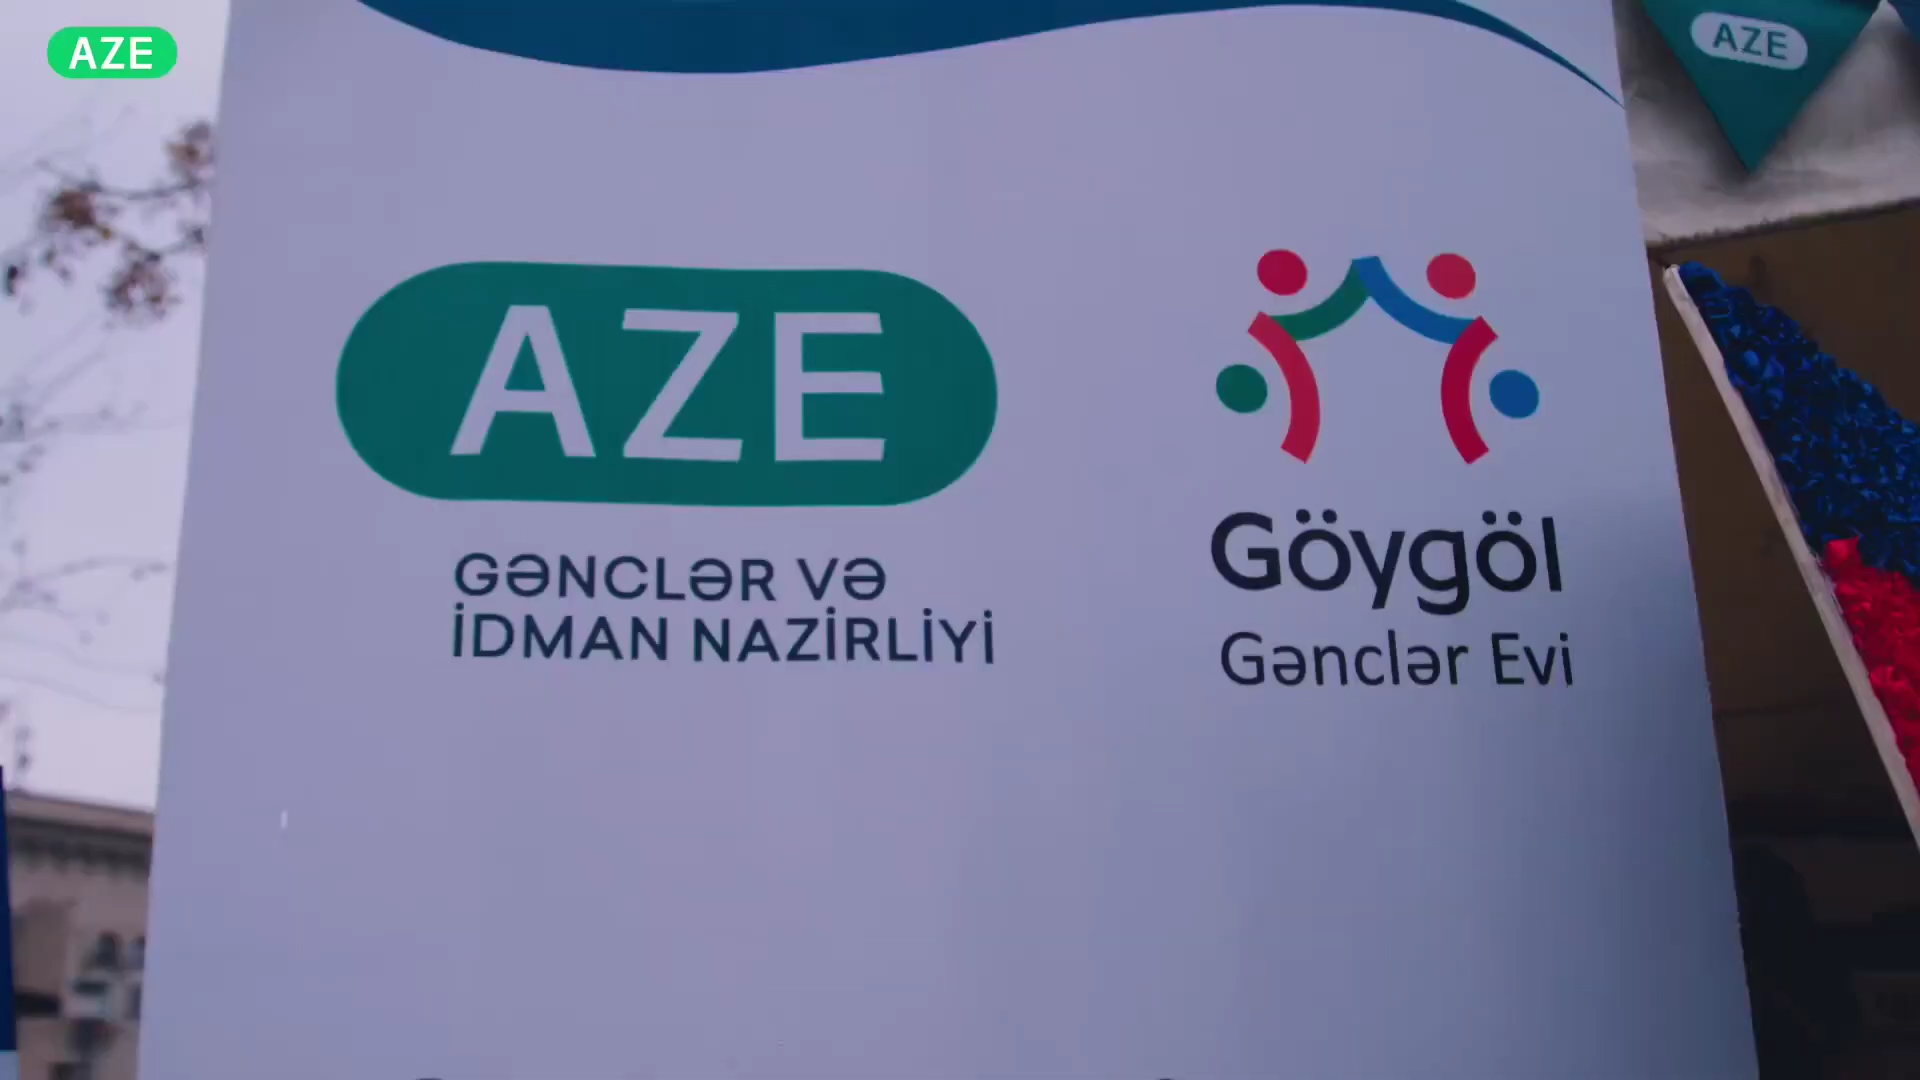 AZE
AZE
AZE
GƏNCLƏR VƏ
İDMAN NAZİRLİYİ
Göygöl
Gənclər Evi